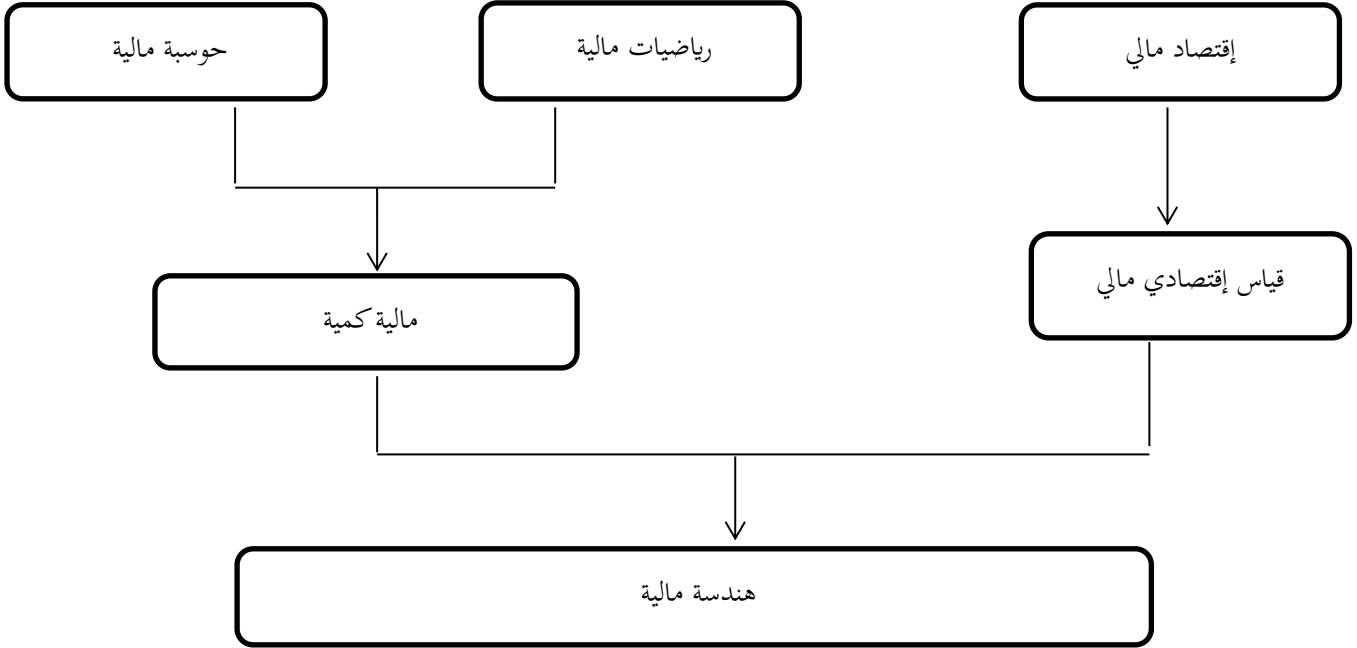 إقتصاد مالي
رياضيات مالية
حوسبة مالية
قياس إقتصادي مالي
مالية كمية
هندسة مالية